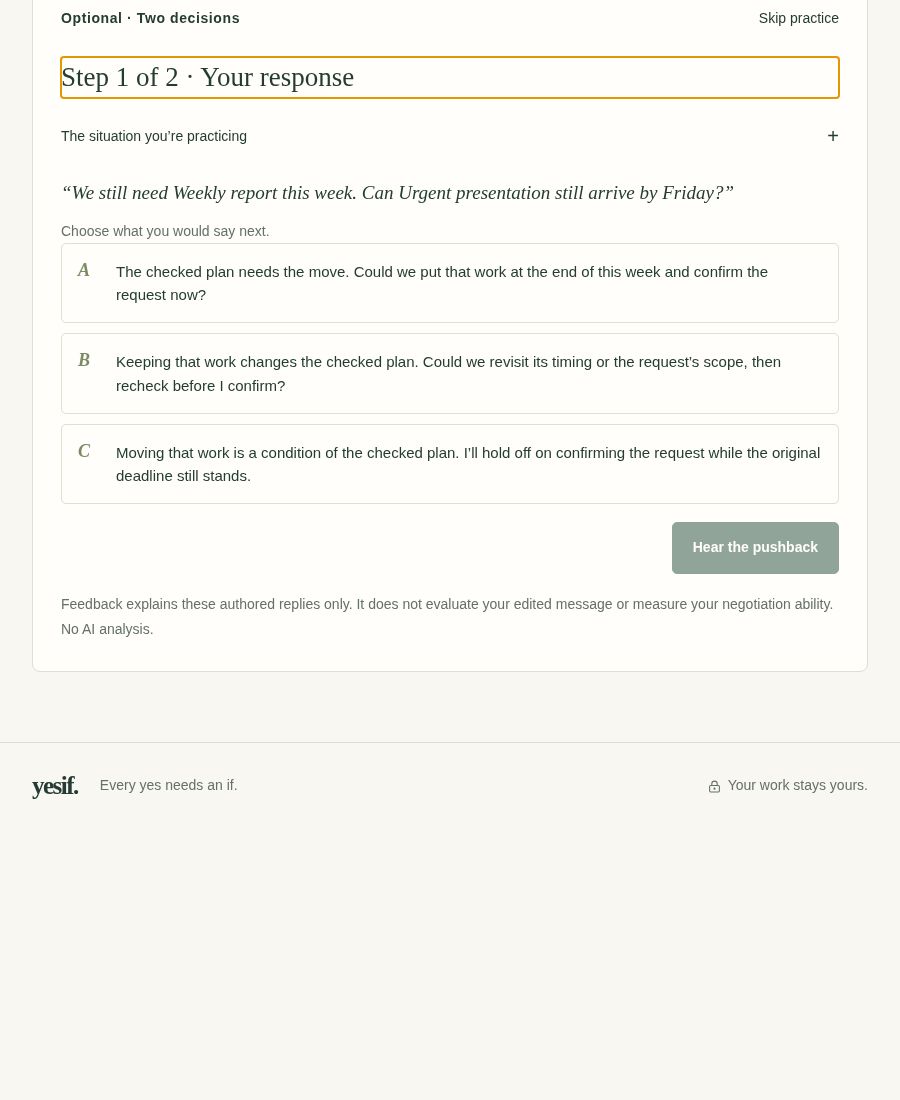 Optional · Two decisions
Skip practice
Step 1 of 2 · Your response
The situation you’re practicing
+
“We still need Weekly report this week. Can Urgent presentation still arrive by Friday?”
Choose what you would say next.
A
The checked plan needs the move. Could we put that work at the end of this week and confirm the
request now?
B
Keeping that work changes the checked plan. Could we revisit its timing or the request’s scope, then
recheck before I confirm?
C
Moving that work is a condition of the checked plan. I’ll hold off on confirming the request while the original
deadline still stands.
Hear the pushback
Feedback explains these authored replies only. It does not evaluate your edited message or measure your negotiation ability.
No AI analysis.
yesif.
Every yes needs an if.
Your work stays yours.